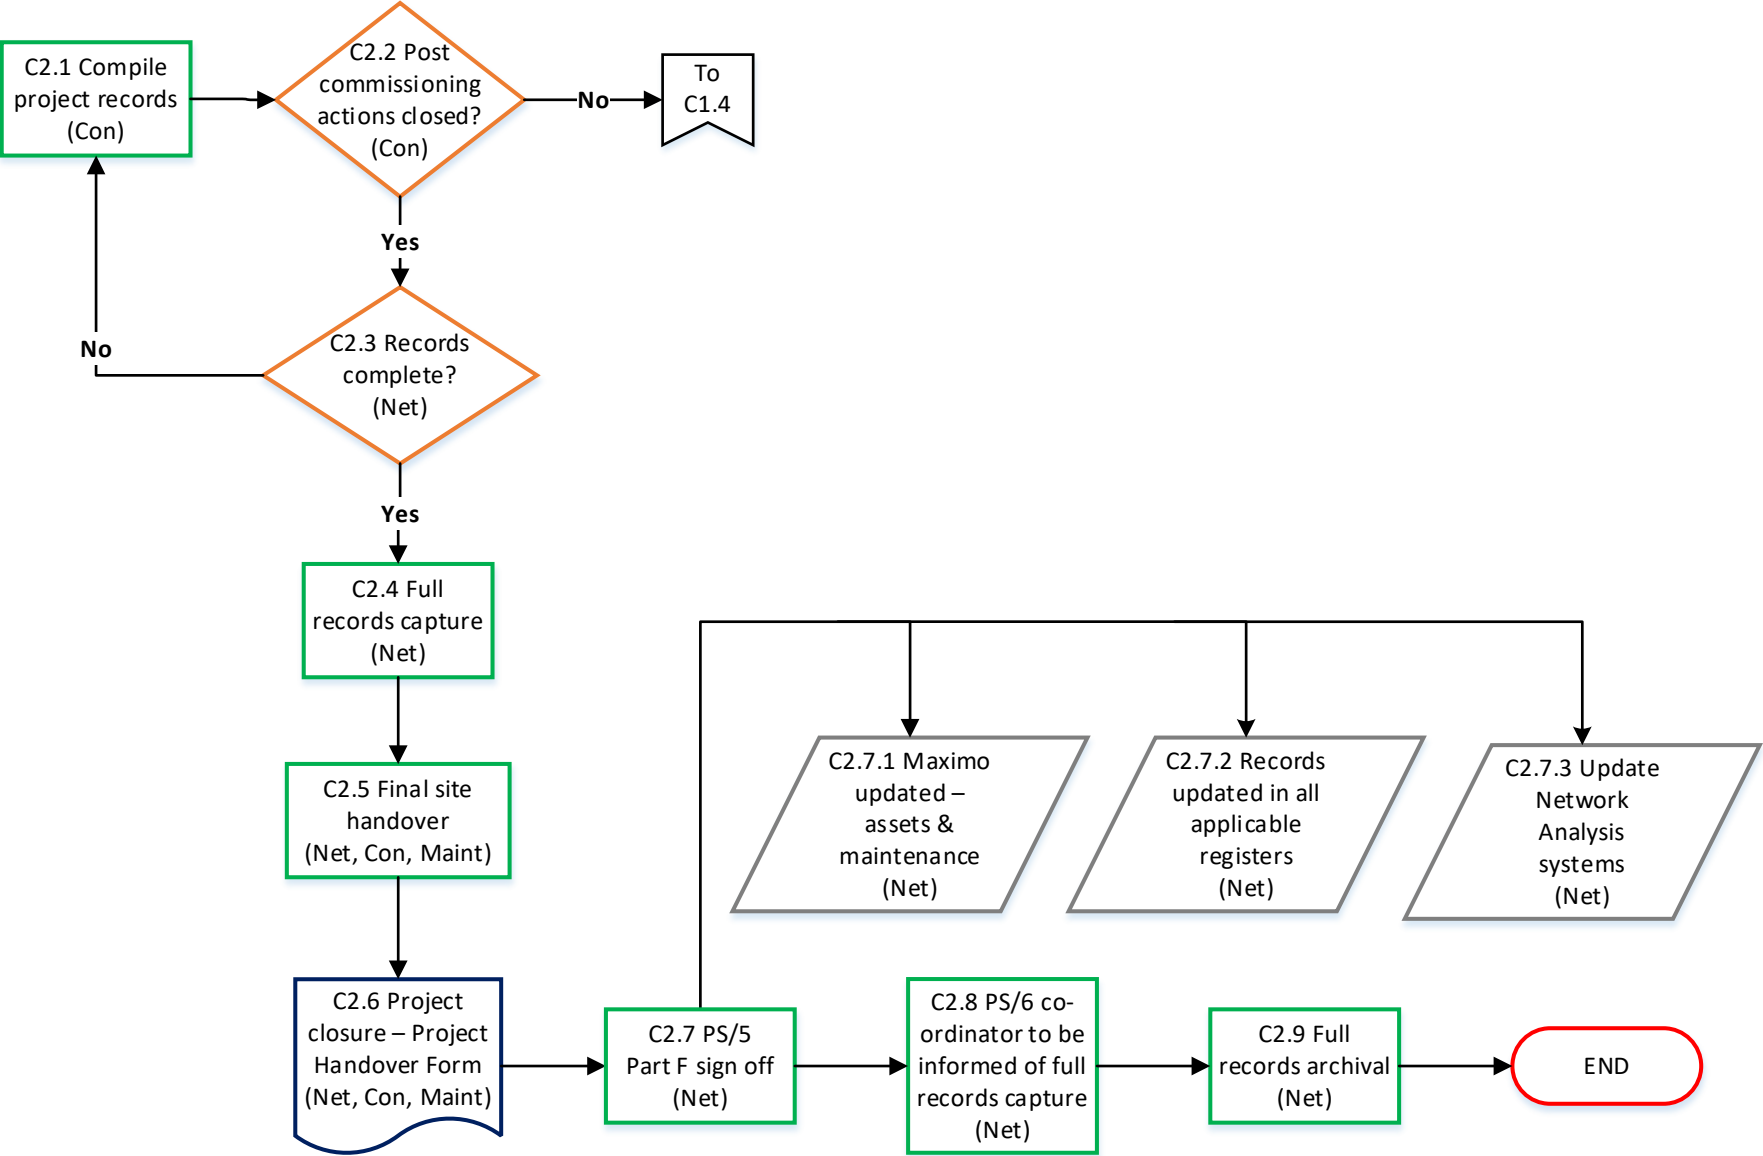 C2.1 Compile
project records
(Con)
C2.2 Post
commissioning
actions closed?
(Con)
No
To
C1.4
Yes
No
C2.3 Records
complete?
(Net)
Yes
C2.4 Full
records capture
(Net)
C2.5 Final site
handover
(Net, Con, Maint)
C2.7.1 Maximo
updated –
assets &
maintenance
(Net)
C2.7.2 Records
updated in all
applicable
registers
(Net)
C2.7.3 Update
Network
Analysis
systems
(Net)
C2.6 Project
closure – Project
Handover Form
(Net, Con, Maint)
C2.7 PS/5
Part F sign off
(Net)
C2.8 PS/6 co-
ordinator to be
informed of full
records capture
(Net)
C2.9 Full
records archival
(Net)
END